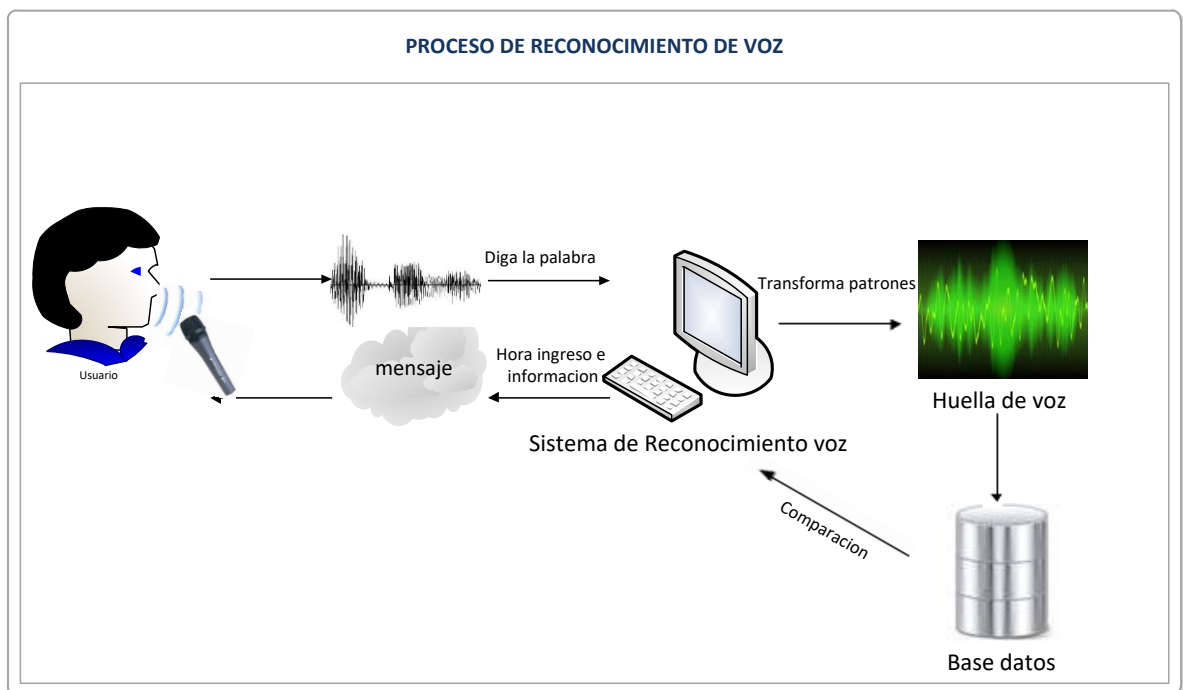 PROCESO DE RECONOCIMIENTO DE VOZ
Diga la palabra
Transforma patrones
Usuario
mensaje
Hora ingreso e
informacion
Huella de voz
Sistema de Reconocimiento voz
Comparacion
Base datos